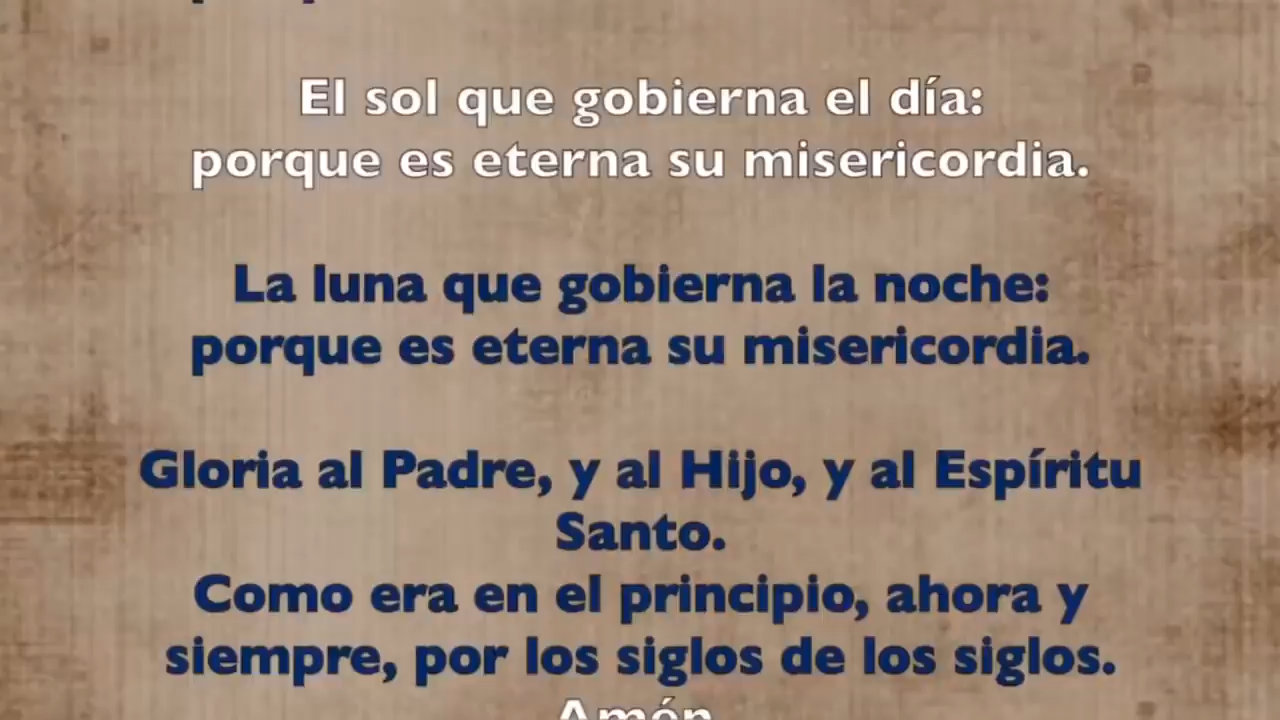 El sol que gobierna el día:
porque es eterna su misericordia.
La luna que gobierna la noche:
porque es eterna su misericordia.
Gloria al Padre, y al Hijo, y al Espíritu
Santo.
Como era en el principio, ahora y
siempre, por los siglos de los siglos.
Amén